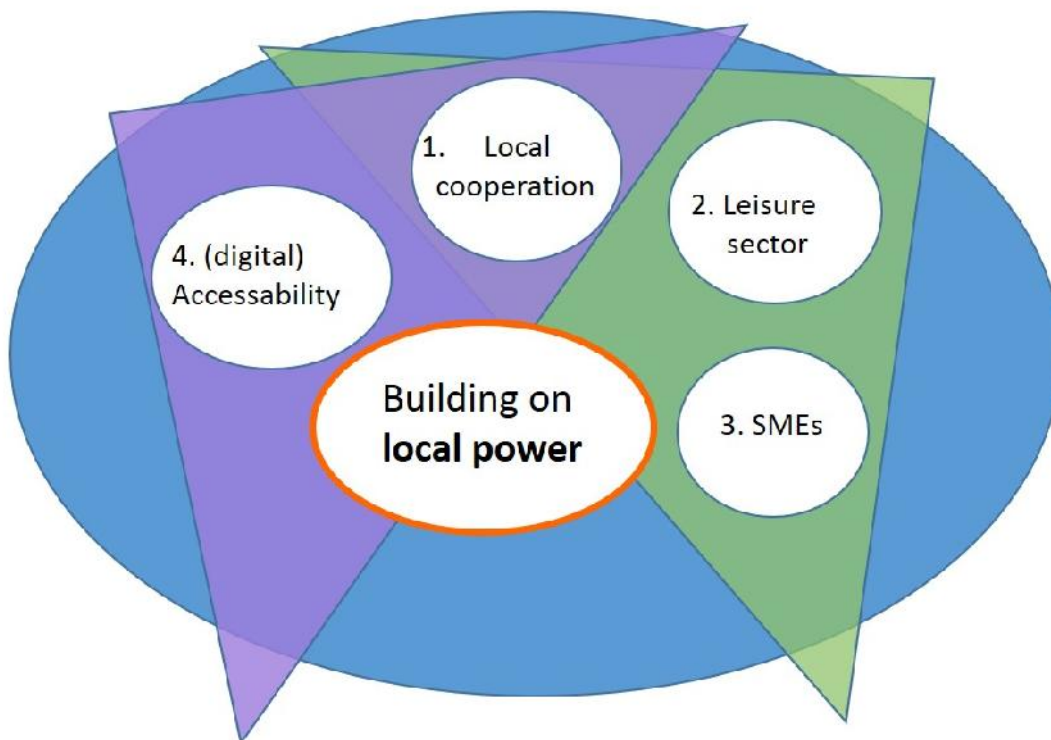 1. Local
cooperation
2. Leisure
sector
3. SMEs
4. (digital)
Accessability
Building on
local power